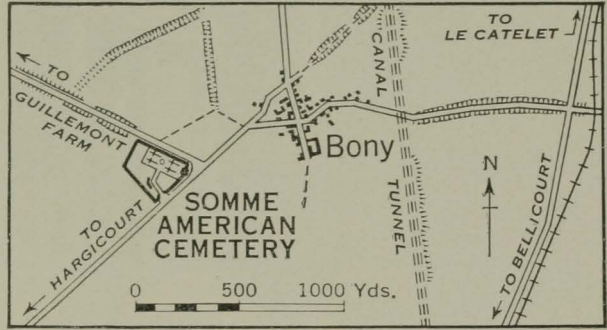 TO
LE CATELET
TO
GUILLEMONT
FARM
CANAL
TUNNEL
Bony
N
SOMME
AMERICAN
CEMETERY
TO
HARGICOURT
TO BELLICOURT
0 500 1000 Yds.